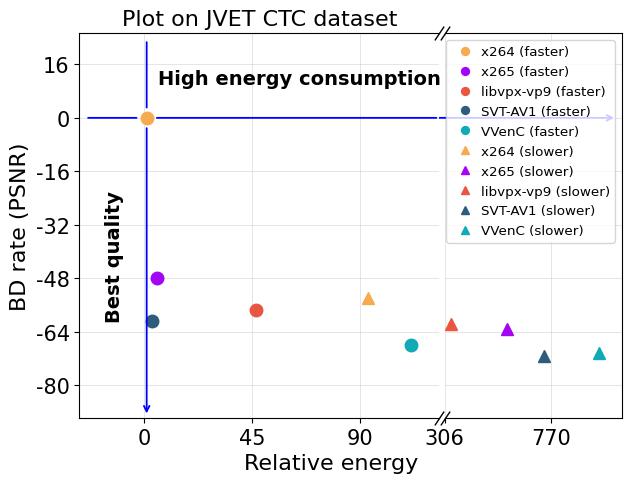 Plot on JVET CTC dataset
High energy consumption
x264 (faster)
x265 (faster)
libvpx-vp9 (faster)
SVT-AV1 (faster)
VVenC (faster)
x264 (slower)
x265 (slower)
libvpx-vp9 (slower)
SVT-AV1 (slower)
VVenC (slower)
Best quality
BD rate (PSNR)
16
0
-16
-32
-48
-64
-80
0 45 90 306 770
Relative energy